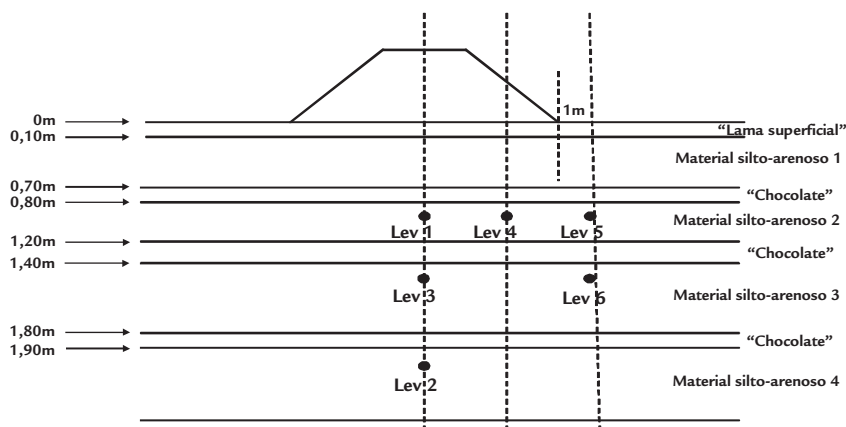 1m
0m
0,10m
“Lama superficial”
Material silto-arenoso 1
0,70m
0,80m
“Chocolate”
Material silto-arenoso 2
Lev 1
Lev 4
Lev 5
1,20m
1,40m
“Chocolate”
Lev 3
Lev 6
Material silto-arenoso 3
1,80m
1,90m
“Chocolate”
Lev 2
Material silto-arenoso 4